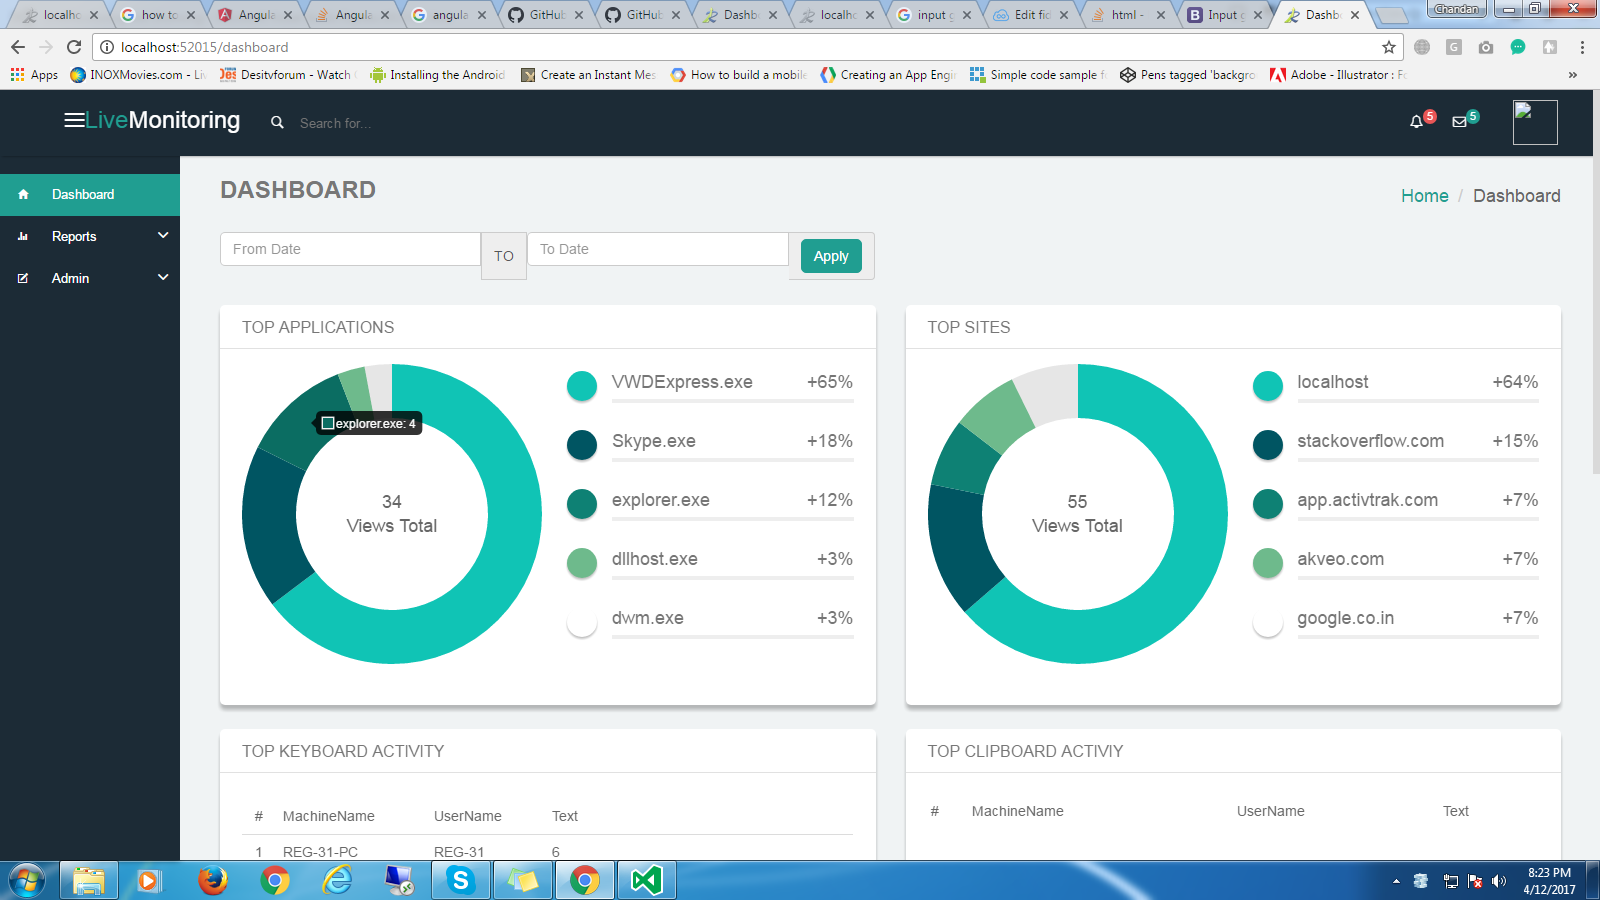 localho
how to
Angula
Angula
angula
GitHub
GitHub
Dashb
localho
input g
Edit fid
html -
Input g
Dashb
Chandan
localhost:52015/dashboard
Apps
INOXMovies.com - Li
Desitvforum - Watch
Installing the Android
Create an Instant Mes
How to build a mobile
Creating an App Engi
Simple code sample f
Pens tagged 'backgro
Adobe - Illustrator : Fo
»
LiveMonitoring
Search for...
5
5
Dashboard
Reports
Admin
DASHBOARD
Home / Dashboard
From Date
TO
To Date
Apply
TOP APPLICATIONS
explorer.exe: 4
34
Views Total
VWDExpress.exe +65%
Skype.exe +18%
explorer.exe +12%
dllhost.exe +3%
dwm.exe +3%
TOP SITES
55
Views Total
localhost +64%
stackoverflow.com +15%
app.activtrak.com +7%
akveo.com +7%
google.co.in +7%
TOP KEYBOARD ACTIVITY
# MachineName UserName Text
1 REG-31-PC REG-31 6
TOP CLIPBOARD ACTIVIY
# MachineName UserName Text
8:23 PM
4/12/2017